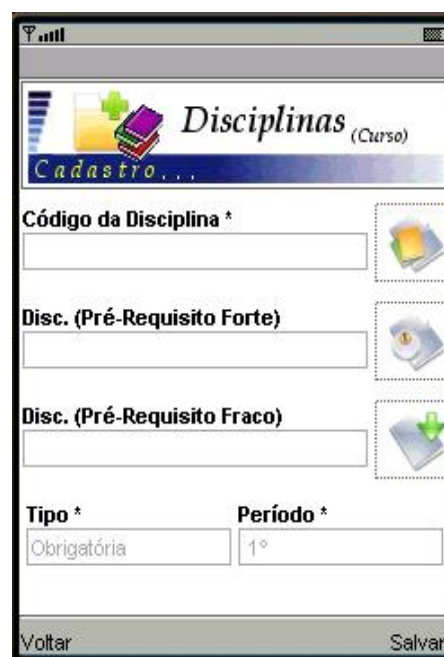 Disciplinas (Curso)
Cadastro...
Código da Disciplina *
Disc. (Pré-Requisito Forte)
Disc. (Pré-Requisito Fraco)
Tipo * Período *
Obrigatória 1º
Voltar Salvar